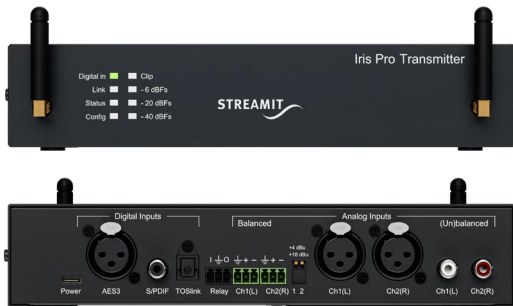 Iris Pro Transmitter
Digital in Clip
Link - 6 dBFs
Status - 20 dBFs
Config - 40 dBFs
STREAMIT
Digital Inputs Analog Inputs
Balanced (Un)balanced
+4 dBu
+18 dBu
Power AES3 S/PDIF TOSlink Relay Ch1(L) Ch2(R) 1 2 Ch1(L) Ch2(R) Ch1(L) Ch2(R)